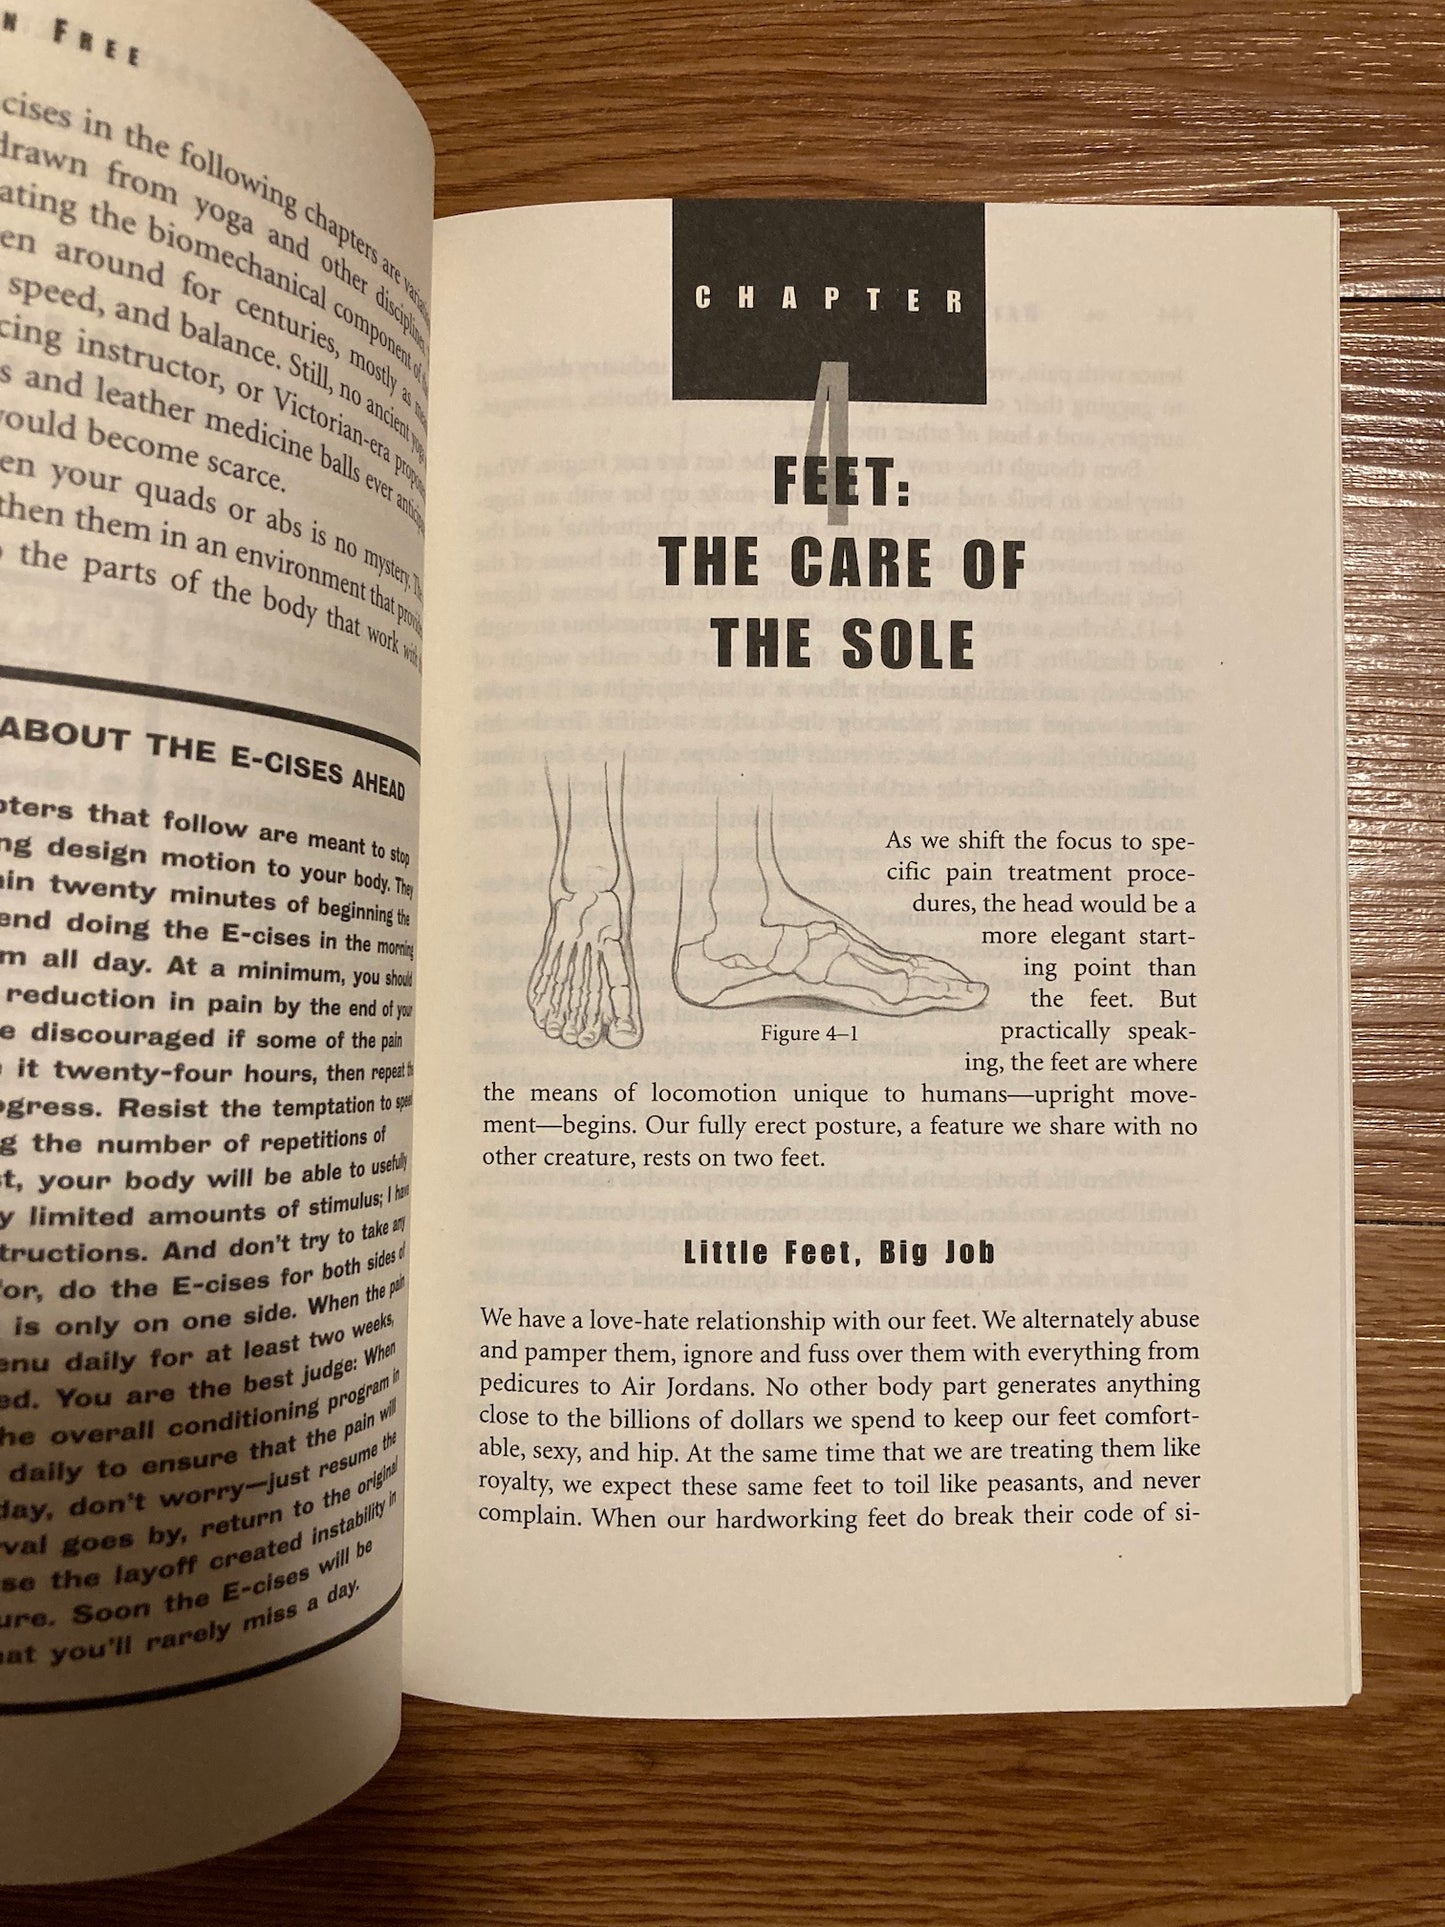 N FREE
cises in the following chapters are
drawn from yoga and other disciplines,
ating the biomechanical component of
en around for centuries, mostly as
speed, and balance. Still, no ancient
cing instructor, or Victorian-era
s and leather medicine balls ever
would become scarce.
en your quads or abs is no mystery.
then them in an environment that
the parts of the body that work with
ABOUT THE E-CISES AHEAD
pters that follow are meant to stop
ng design motion to your body. They
in twenty minutes of beginning the
end doing the E-cises in the morning
m all day. At a minimum, you should
reduction in pain by the end of your
e discouraged if some of the pain
it twenty-four hours, then repeat
ogress. Resist the temptation to
g the number of repetitions of
t, your body will be able to usefully
y limited amounts of stimulus; I have
tructions. And don't try to take any
for, do the E-cises for both sides of
is only on one side. When the pain
enu daily for at least two weeks,
ed. You are the best judge: When
he overall conditioning program in
daily to ensure that the pain will
day, don't worry—just resume the
rval goes by, return to the original
se the layoff created instability in
ure. Soon the E-cises will be
hat you'll rarely miss a day.
CHAPTER
4
FEET:
THE CARE OF
THE SOLE
As we shift the focus to spe-
cific pain treatment proce-
dures, the head would be a
more elegant start-
ing point than
the feet. But
practically speak-
ing, the feet are where
Figure 4–1
the means of locomotion unique to humans—upright move-
ment—begins. Our fully erect posture, a feature we share with no
other creature, rests on two feet.
Little Feet, Big Job
We have a love-hate relationship with our feet. We alternately abuse
and pamper them, ignore and fuss over them with everything from
pedicures to Air Jordans. No other body part generates anything
close to the billions of dollars we spend to keep our feet comfort-
able, sexy, and hip. At the same time that we are treating them like
royalty, we expect these same feet to toil like peasants, and never
complain. When our hardworking feet do break their code of si-